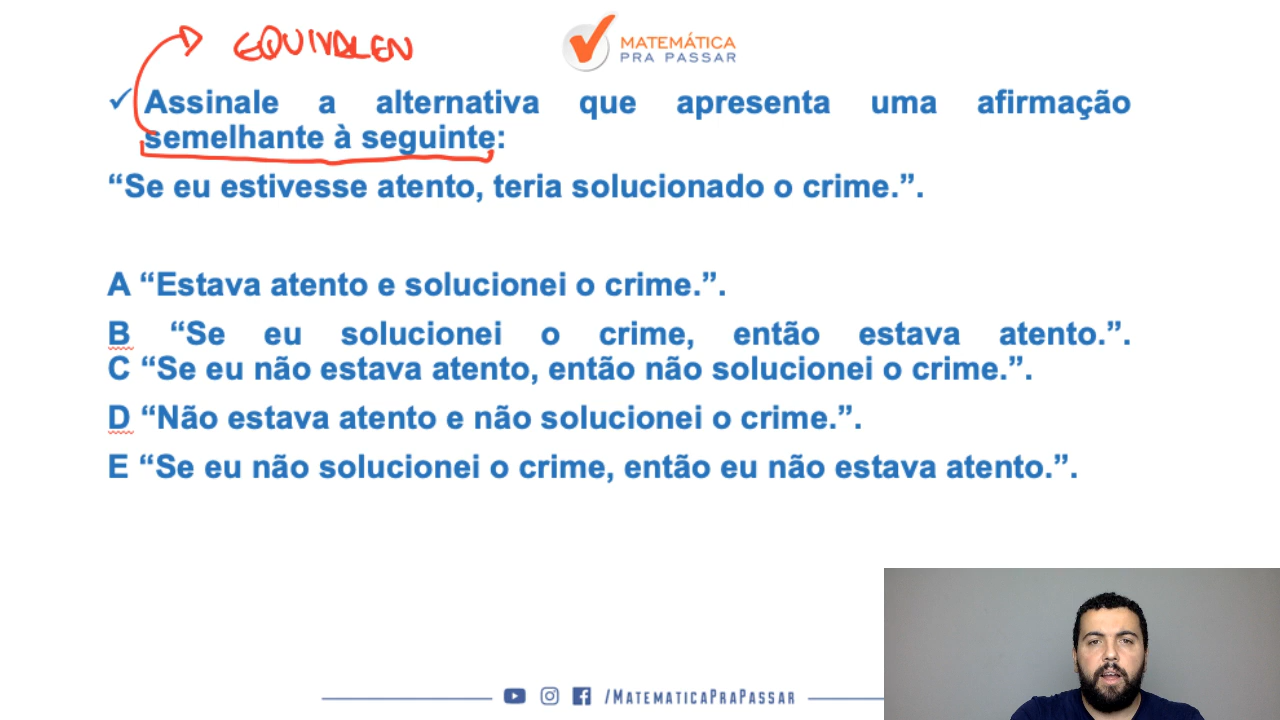 EQUIVALEN
MATEMÁTICA
PRA PASSAR
✓ Assinale a alternativa que apresenta uma afirmação
semelhante à seguinte:
“Se eu estivesse atento, teria solucionado o crime.”.
A “Estava atento e solucionei o crime.”.
B “Se eu solucionei o crime, então estava atento.”.
C “Se eu não estava atento, então não solucionei o crime.”.
D “Não estava atento e não solucionei o crime.”.
E “Se eu não solucionei o crime, então eu não estava atento.”.
/MATEMATICAPRAPASSAR